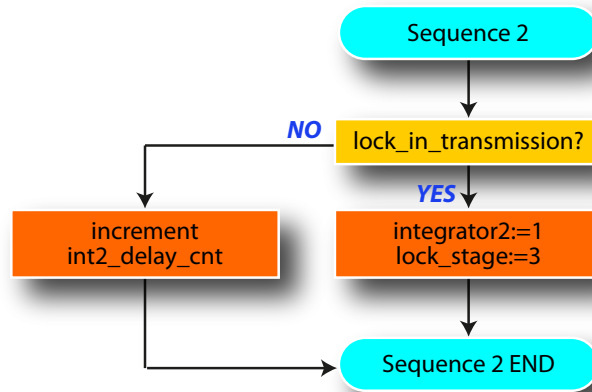 Sequence 2
lock_in_transmission?
NO
YES
increment
int2_delay_cnt
integrator2:=1
lock_stage:=3
Sequence 2 END